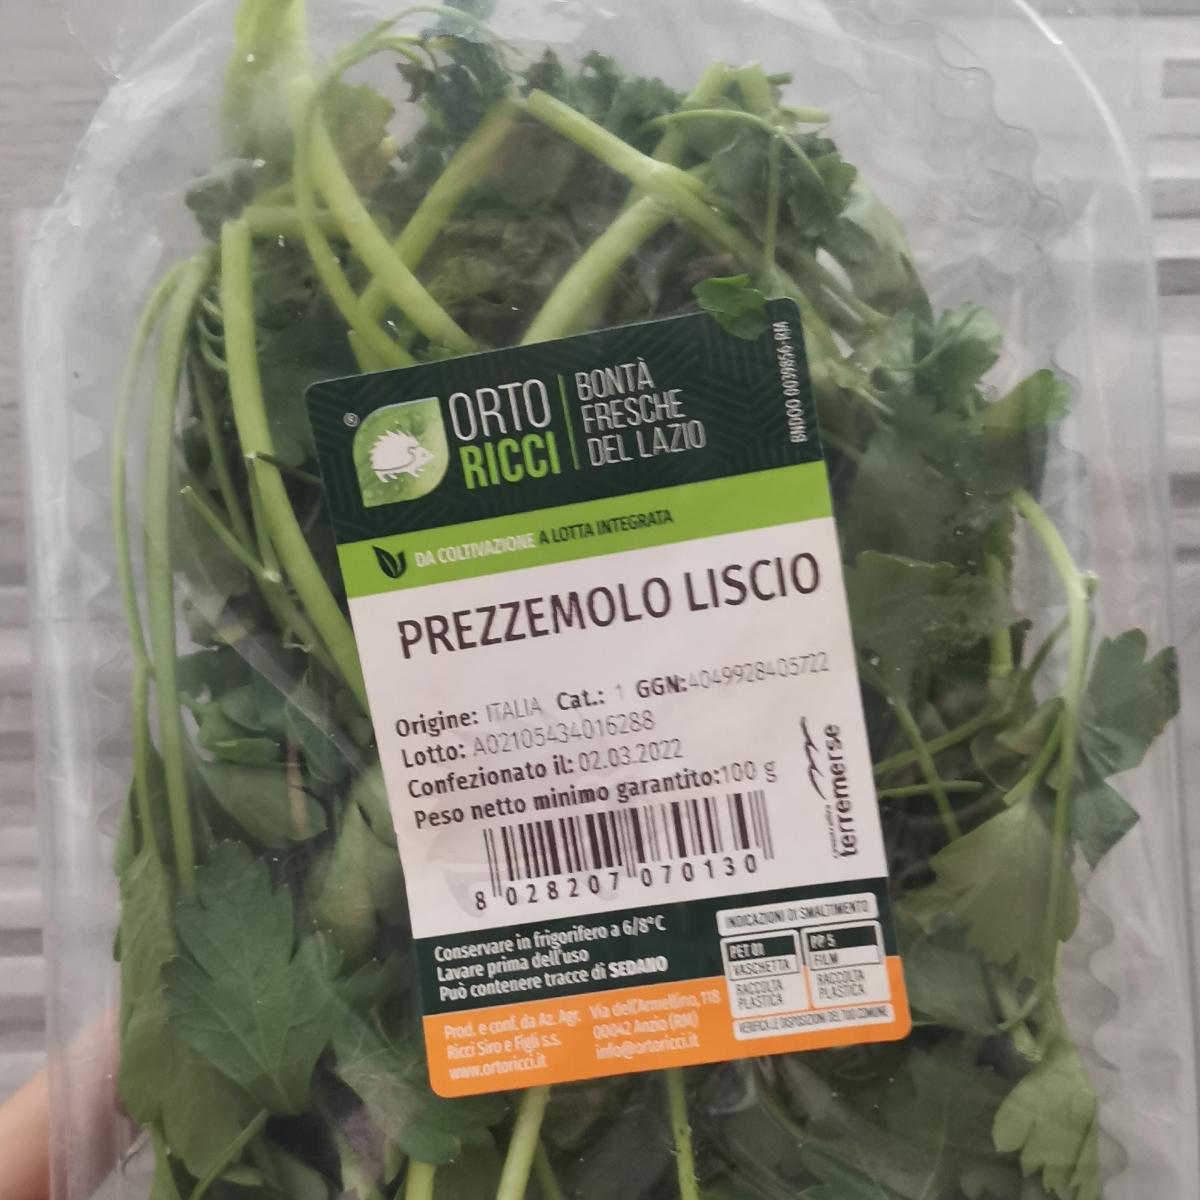 BNDOO 0039856-RM
®
ORTO
RICCI
BONTÀ
FRESCHE
DEL LAZIO
DA COLTIVAZIONE A LOTTA INTEGRATA
PREZZEMOLO LISCIO
Origine: ITALIA Cat.: 1 GGN:4049928405722
Lotto: A02105434016288
Confezionato il: 02.03.2022
Peso netto minimo garantito:100 g
8 028207 070130
terremerse
Conservare in frigorifero a 6/8°C
Lavare prima dell'uso
Può contenere tracce di SEDANO
INDICAZIONI DI SMALTIMENTO
PET 01
VASCHETTA
RACCOLTA
PLASTICA
PP 5
FILM
RACCOLTA
PLASTICA
VERIFICA LE DISPOSIZIONI DEL TUO COMUNE
Prod. e conf. da Az. Agr.
Ricci Siro e Figli s.s.
www.ortoricci.it
Via dell'Armellino, 118
00042 Anzio (RM)
info@ortoricci.it